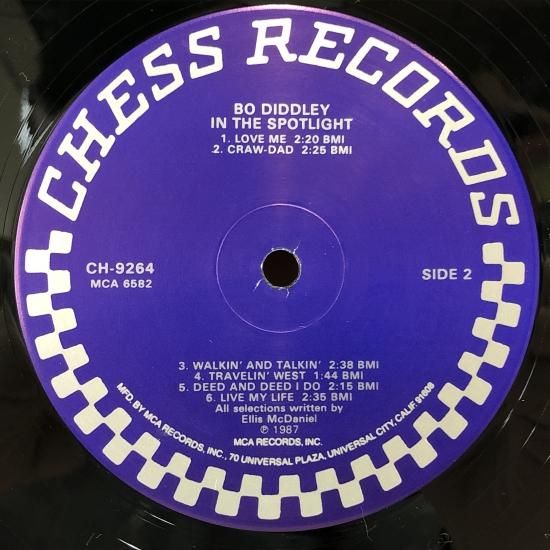 CHESS RECORDS
BO DIDDLEY
IN THE SPOTLIGHT
1. LOVE ME 2:20 BMI
2. CRAW-DAD 2:25 BMI
CH-9264
MCA 6582
SIDE 2
3. WALKIN' AND TALKIN' 2:38 BMI
4. TRAVELIN' WEST 1:44 BMI
5. DEED AND DEED I DO 2:15 BMI
6. LIVE MY LIFE 2:35 BMI
All selections written by
Ellis McDaniel
℗ 1987
MCA RECORDS, INC.
MFD. BY MCA RECORDS, INC., 70 UNIVERSAL PLAZA, UNIVERSAL CITY, CALIF. 91608